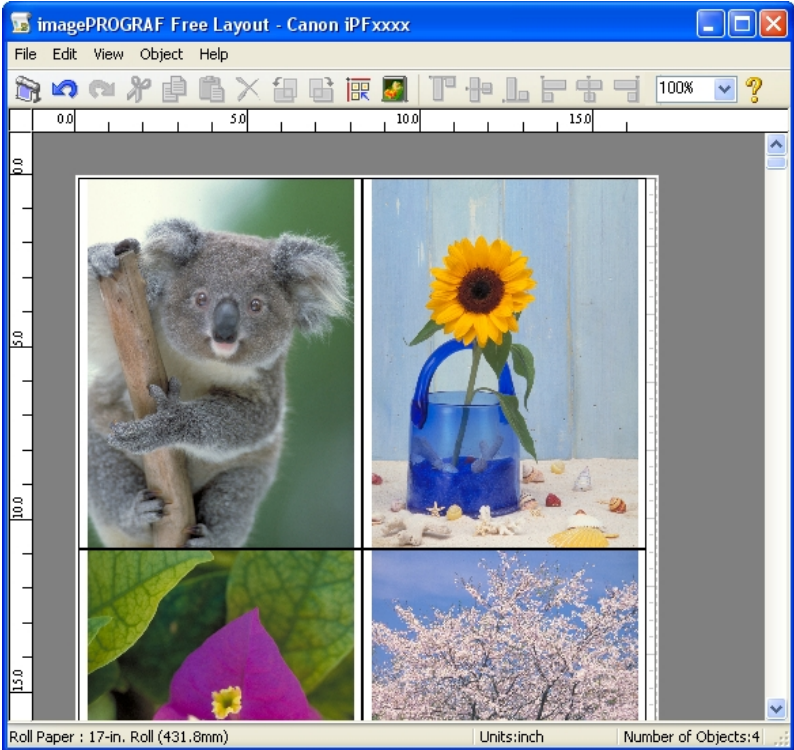 imagePROGRAF Free Layout - Canon iPFxxxx
File Edit View Object Help
100%
0.0 5.0 10.0 15.0
0.0
5.0
10.0
15.0
Roll Paper : 17-in. Roll (431.8mm) Units:inch Number of Objects:4